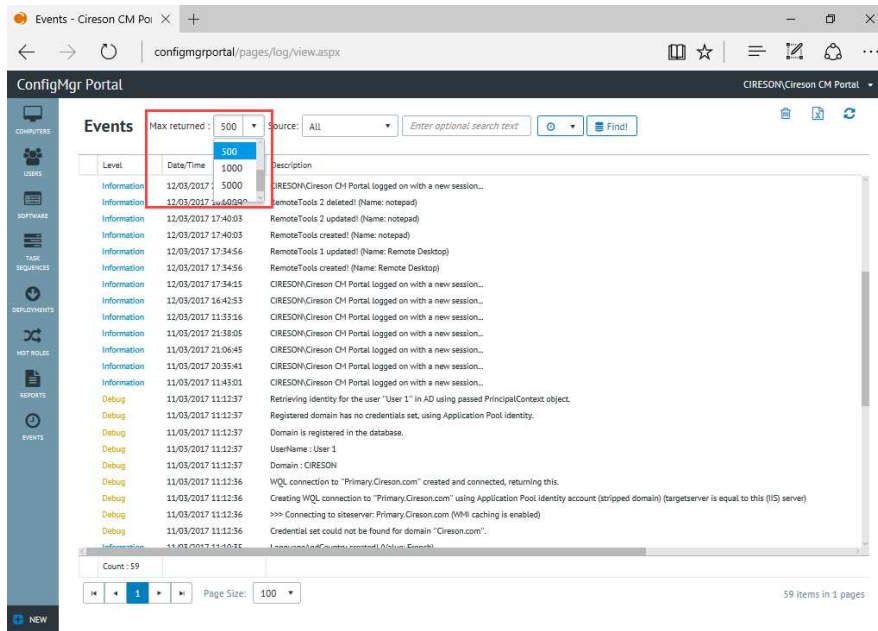 Events - Cireson CM Por
configmgrportal/pages/log/view.aspx
ConfigMgr Portal
CIRESON\Cireson CM Portal
COMPUTERS
USERS
SOFTWARE
TASK
SEQUENCES
DEPLOYMENTS
MDT ROLES
REPORTS
EVENTS
NEW
Events Max returned : 500 Source: All Enter optional search text Find!
500
1000
5000
Level Date/Time Description
Information 12/03/2017 CIRESON\Cireson CM Portal logged on with a new session...
Information 12/03/2017 RemoteTools 2 deleted! (Name: notepad)
Information 12/03/2017 17:40:03 RemoteTools 2 updated! (Name: notepad)
Information 12/03/2017 17:40:03 RemoteTools created! (Name: notepad)
Information 12/03/2017 17:34:56 RemoteTools 1 updated! (Name: Remote Desktop)
Information 12/03/2017 17:34:56 RemoteTools created! (Name: Remote Desktop)
Information 12/03/2017 17:34:15 CIRESON\Cireson CM Portal logged on with a new session...
Information 12/03/2017 16:42:53 CIRESON\Cireson CM Portal logged on with a new session...
Information 12/03/2017 11:33:16 CIRESON\Cireson CM Portal logged on with a new session...
Information 11/03/2017 21:38:05 CIRESON\Cireson CM Portal logged on with a new session...
Information 11/03/2017 21:06:45 CIRESON\Cireson CM Portal logged on with a new session...
Information 11/03/2017 20:35:41 CIRESON\Cireson CM Portal logged on with a new session...
Information 11/03/2017 11:43:01 CIRESON\Cireson CM Portal logged on with a new session...
Debug 11/03/2017 11:12:37 Retrieving identity for the user "User 1" in AD using passed PrincipalContext object.
Debug 11/03/2017 11:12:37 Registered domain has no credentials set, using Application Pool identity.
Debug 11/03/2017 11:12:37 Domain is registered in the database.
Debug 11/03/2017 11:12:37 UserName : User 1
Debug 11/03/2017 11:12:37 Domain : CIRESON
Debug 11/03/2017 11:12:36 WQL connection to "Primary.Cireson.com" created and connected, returning this.
Debug 11/03/2017 11:12:36 Creating WQL connection to "Primary.Cireson.com" using Application Pool identity account (stripped domain) (targetserver is equal to this (IIS) server)
Debug 11/03/2017 11:12:36 >>> Connecting to siteserver: Primary.Cireson.com (WMI caching is enabled)
Debug 11/03/2017 11:12:36 Credential set could not be found for domain "Cireson.com".
Information 11/03/2017 11:10:35 LanguageAndCountry created! (Value: French)
Count : 59
1 Page Size: 100 59 items in 1 pages